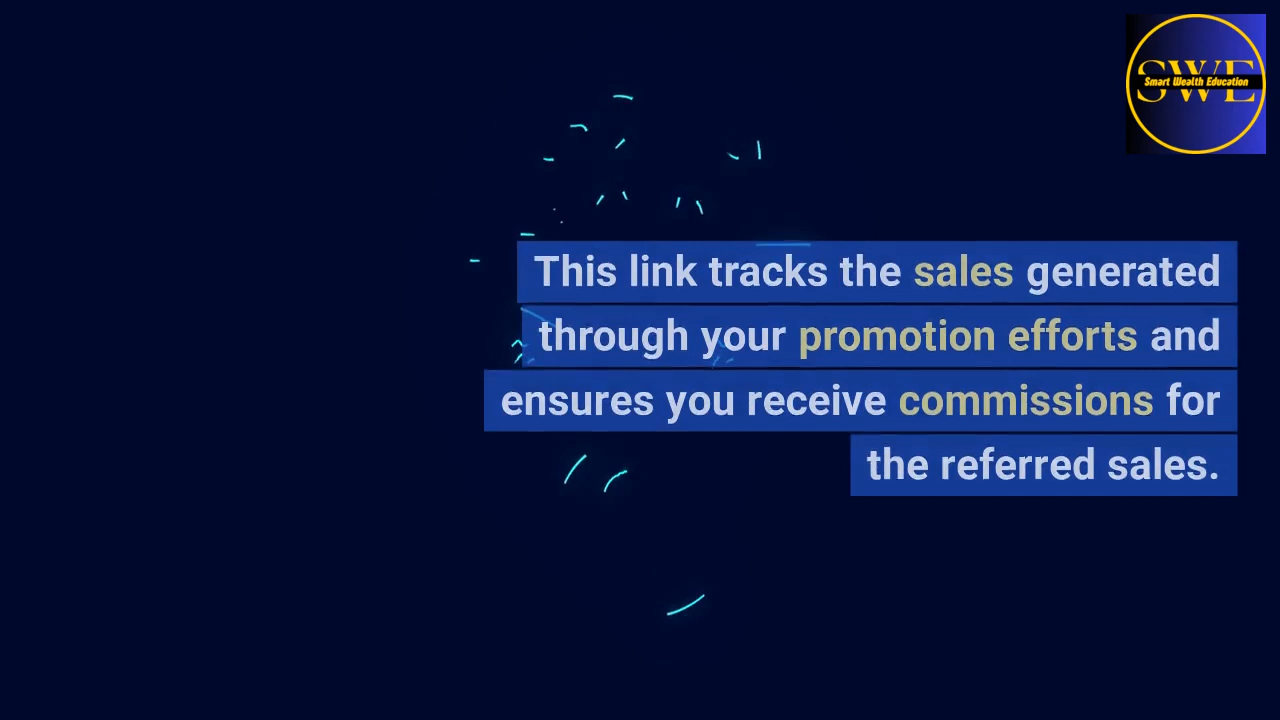 SWE
Smart Wealth Education
This link tracks the sales generated
through your promotion efforts and
ensures you receive commissions for
the referred sales.